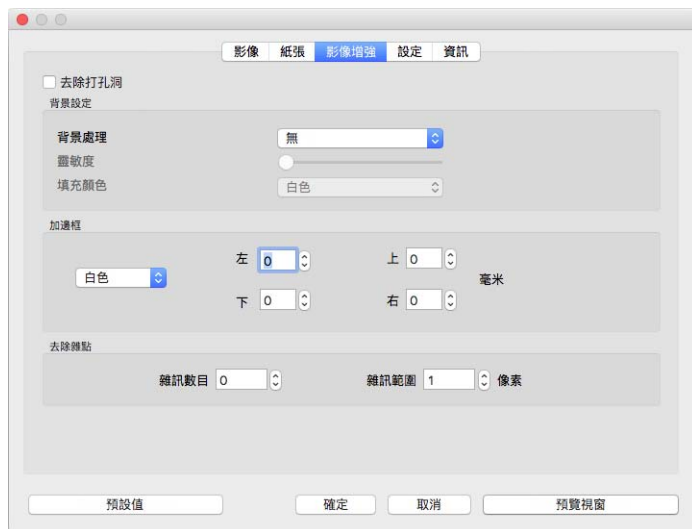 影像 紙張 影像增強 設定 資訊
去除打孔洞
背景設定
背景處理 無
靈敏度
填充顏色 白色
加邊框
左 0 上 0
白色 毫米
下 0 右 0
去除雜點
雜訊數目 0 雜訊範圍 1 像素
預設值 確定 取消 預覽視窗